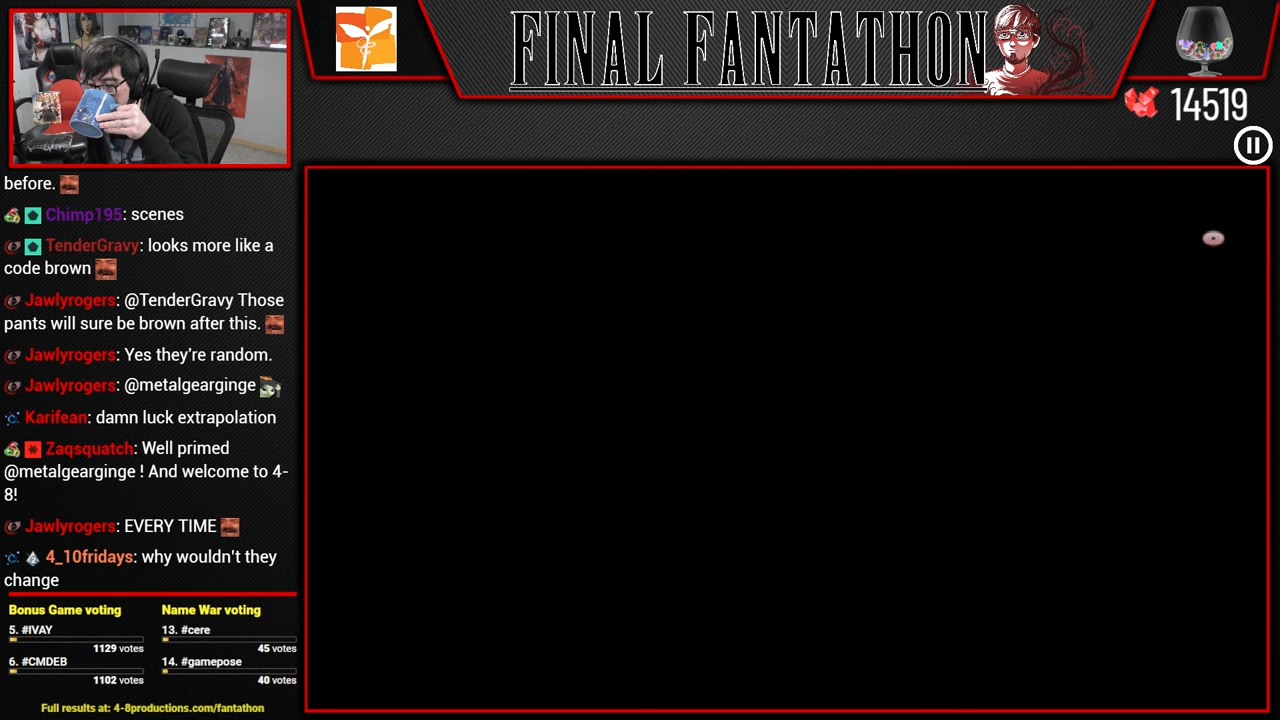 FINAL FANTATHON
14519
before.
Chimp195: scenes
TenderGravy: looks more like a
code brown
Jawlyrogers: @TenderGravy Those
pants will sure be brown after this.
Jawlyrogers: Yes they're random.
Jawlyrogers: @metalgearginge
Karifean: damn luck extrapolation
Zaqsquatch: Well primed
@metalgearginge ! And welcome to 4-
8!
Jawlyrogers: EVERY TIME
4_10fridays: why wouldn't they
change
Bonus Game voting
5. #IVAY
1129 votes
6. #CMDEB
1102 votes
Name War voting
13. #cere
45 votes
14. #gamepose
40 votes
Full results at: 4-8productions.com/fantathon